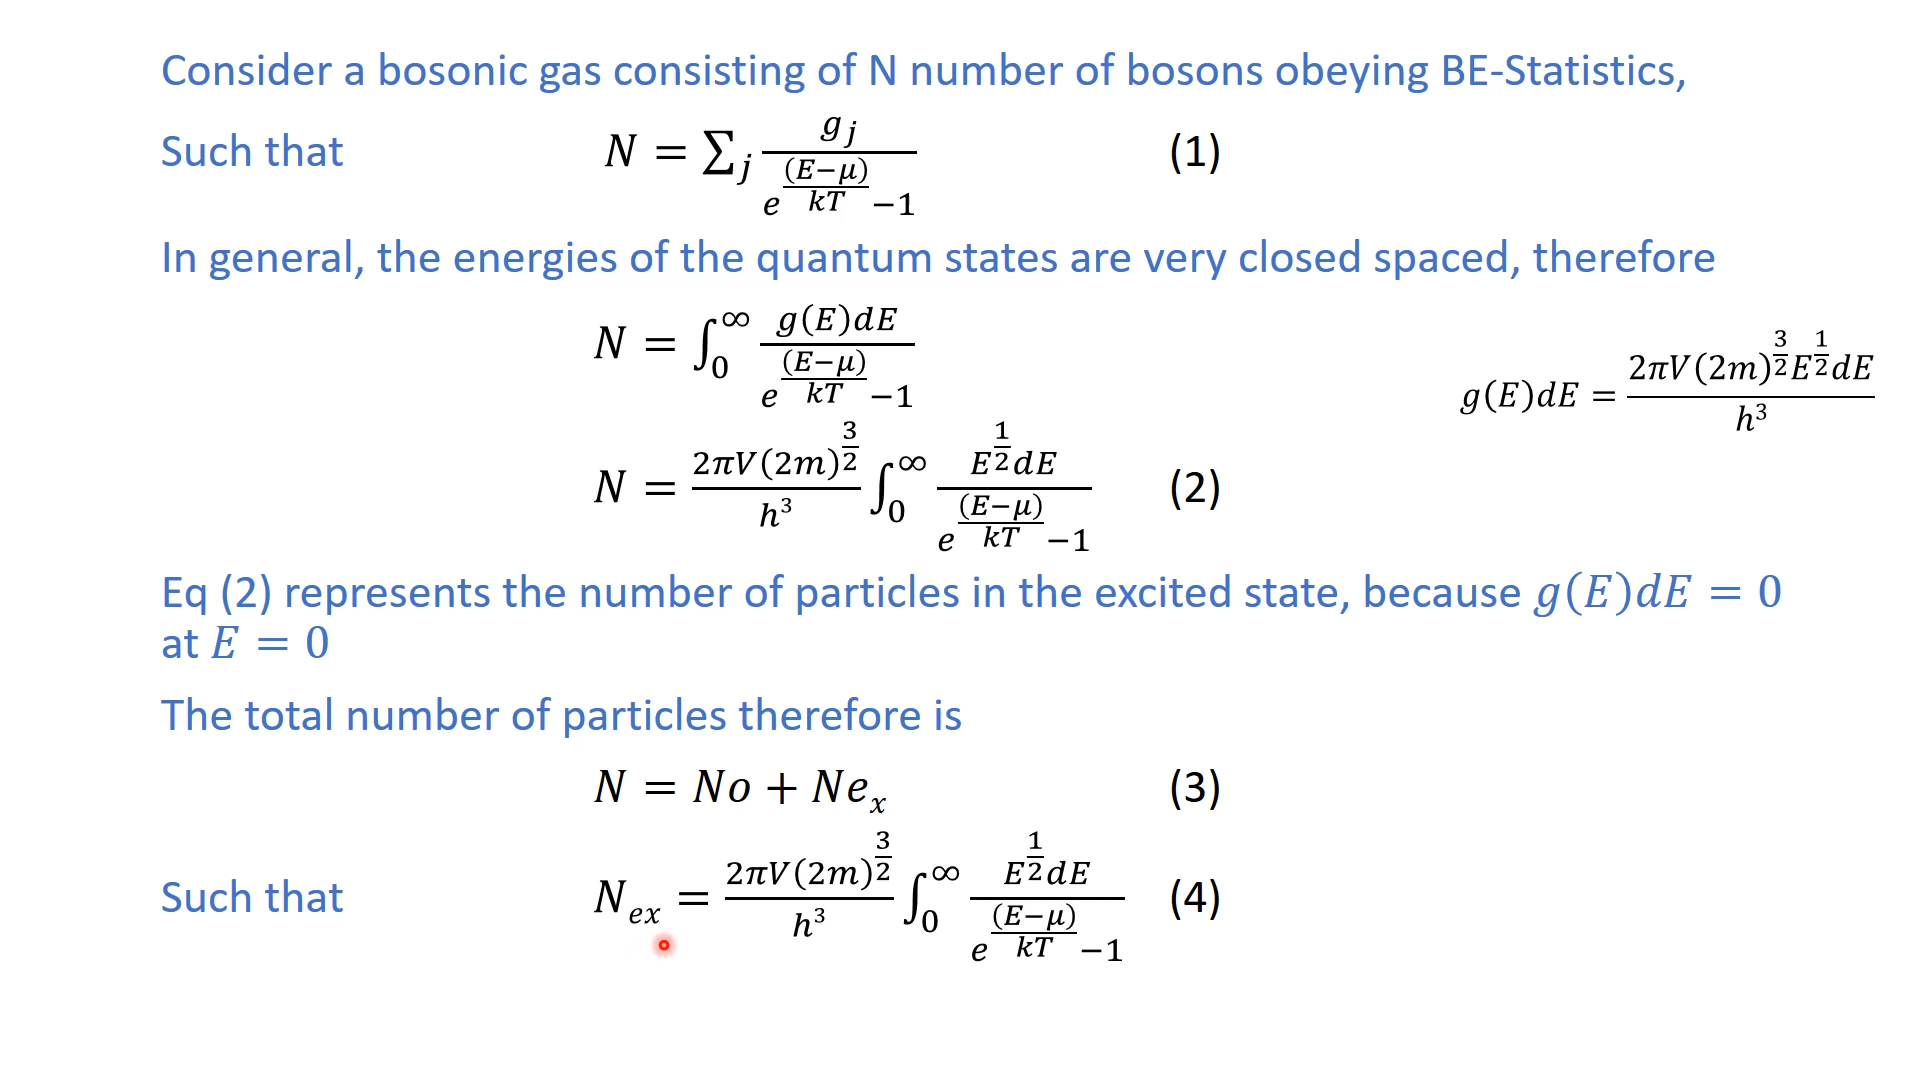 Consider a bosonic gas consisting of N number of bosons obeying BE-Statistics,
Such that N = ∑_j g_j / (e^{(E−μ)/kT} −1) (1)
In general, the energies of the quantum states are very closed spaced, therefore
N = ∫_0^∞ g(E)dE / (e^{(E−μ)/kT} −1)
g(E)dE = 2πV(2m)^{3/2} E^{1/2} dE / h^3
N = 2πV(2m)^{3/2} / h^3 ∫_0^∞ E^{1/2} dE / (e^{(E−μ)/kT} −1) (2)
Eq (2) represents the number of particles in the excited state, because g(E)dE = 0
at E = 0
The total number of particles therefore is
N = No + Ne_x (3)
Such that N_{ex} = 2πV(2m)^{3/2} / h^3 ∫_0^∞ E^{1/2} dE / (e^{(E−μ)/kT} −1) (4)